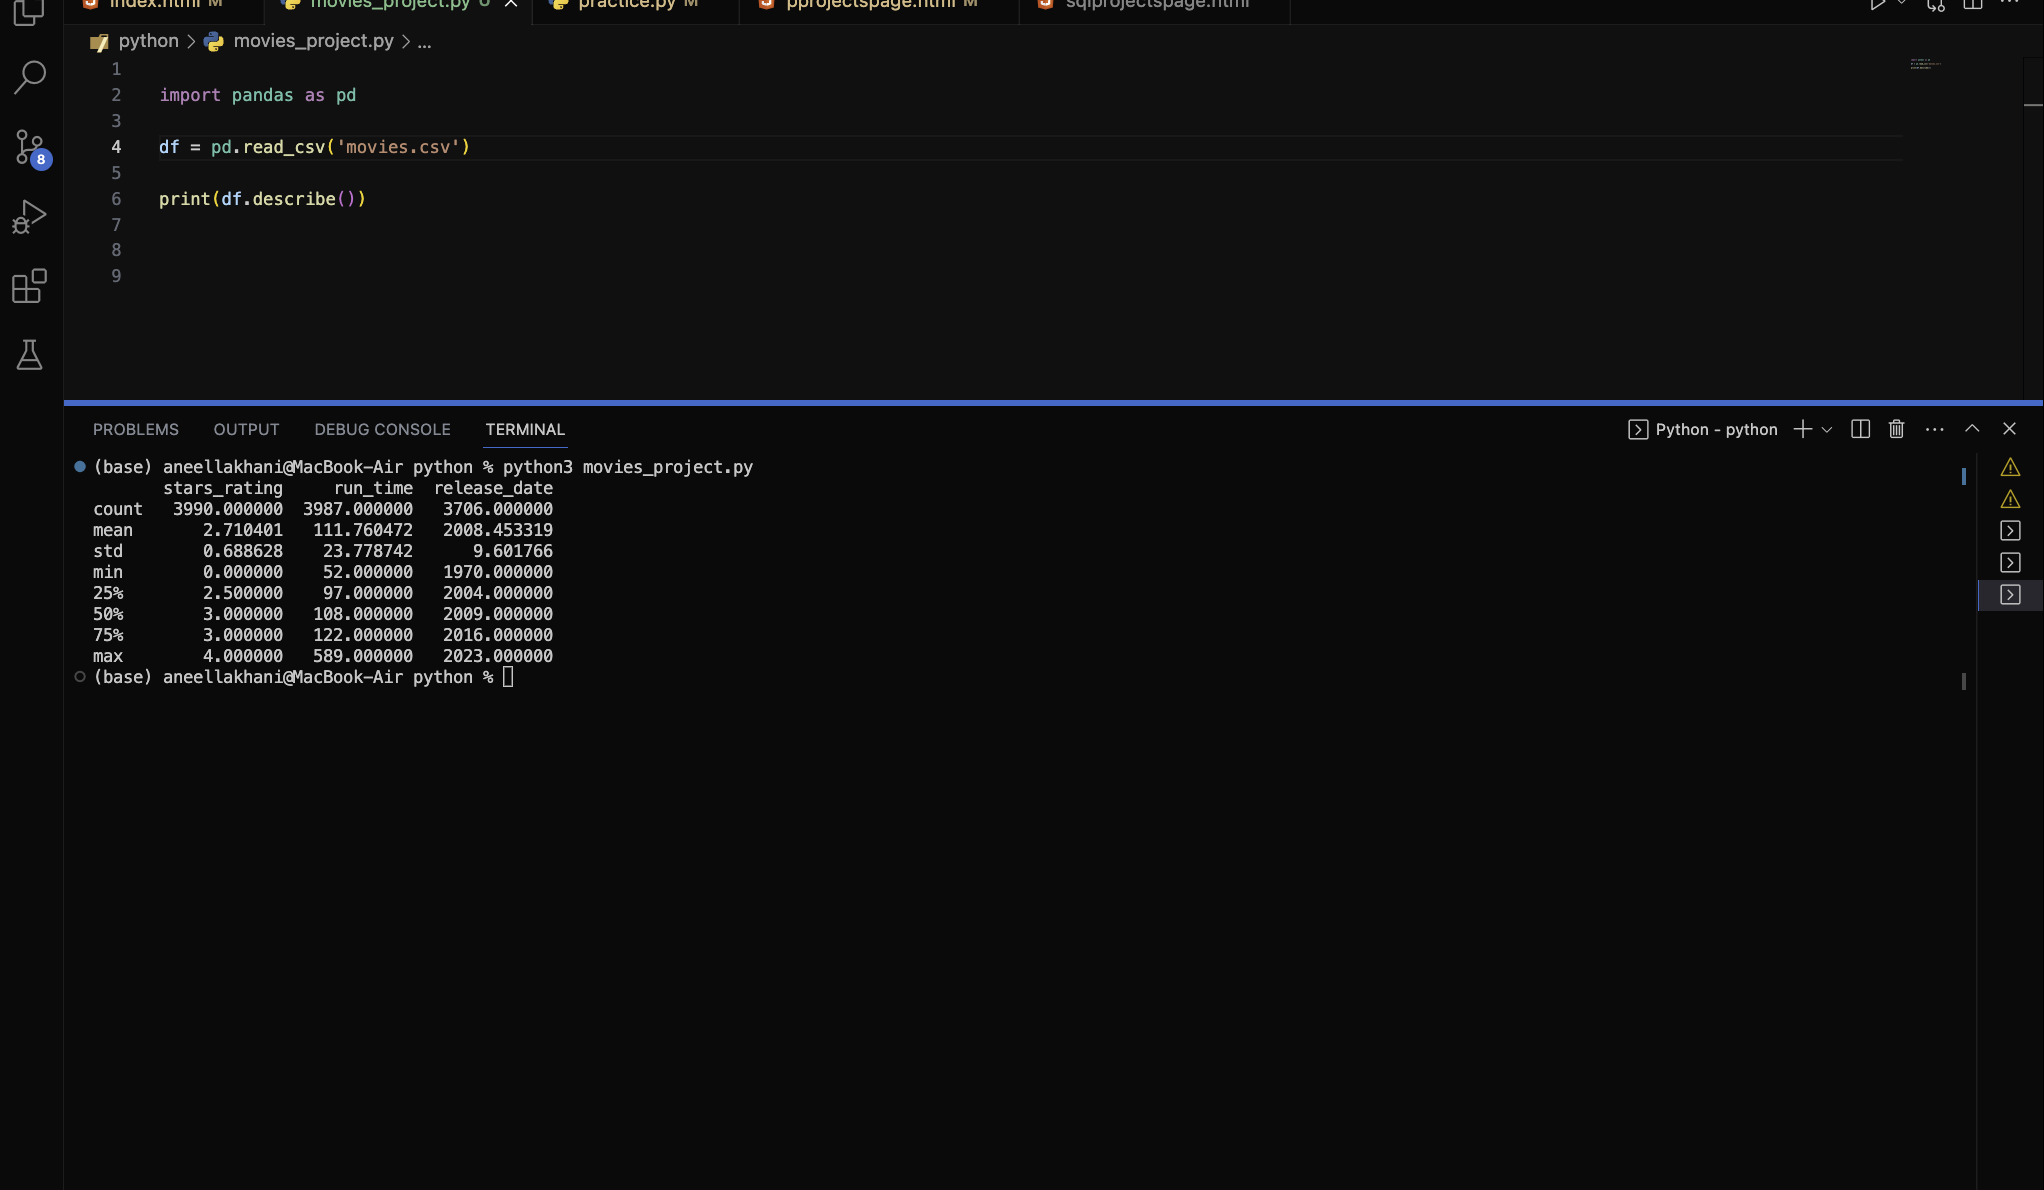 index.html M movies_project.py U practice.py M pprojectspage.html M sqlprojectspage.html
python > movies_project.py > ...
1
2 import pandas as pd
3
4 df = pd.read_csv('movies.csv')
5
6 print(df.describe())
7
8
9
8
PROBLEMS OUTPUT DEBUG CONSOLE TERMINAL Python - python
(base) aneellakhani@MacBook-Air python % python3 movies_project.py
stars_rating run_time release_date
count 3990.000000 3987.000000 3706.000000
mean 2.710401 111.760472 2008.453319
std 0.688628 23.778742 9.601766
min 0.000000 52.000000 1970.000000
25% 2.500000 97.000000 2004.000000
50% 3.000000 108.000000 2009.000000
75% 3.000000 122.000000 2016.000000
max 4.000000 589.000000 2023.000000
(base) aneellakhani@MacBook-Air python %